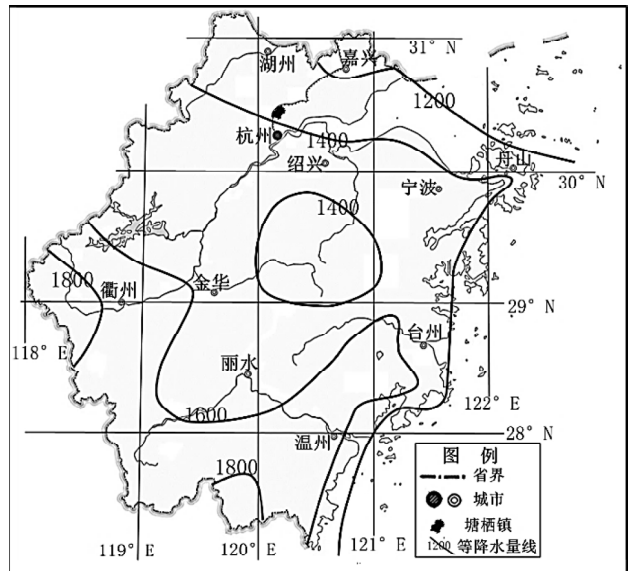 31° N
湖州
嘉兴
1200
杭州
1400
绍兴
舟山
30° N
宁波
1400
1800
衢州
金华
29° N
118° E
台州
丽水
122° E
1600
温州
28° N
1800
图 例
省界
城市
塘栖镇
1200 等降水量线
119° E
120° E
121° E